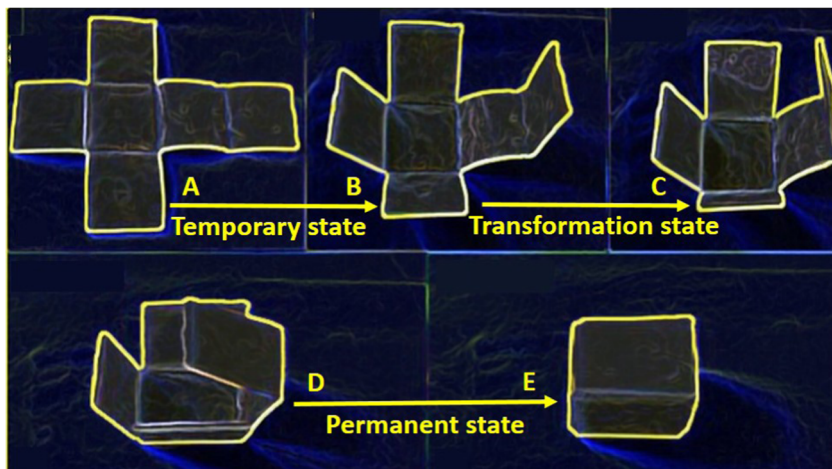 A
B
C
Temporary state
Transformation state
D
E
Permanent state